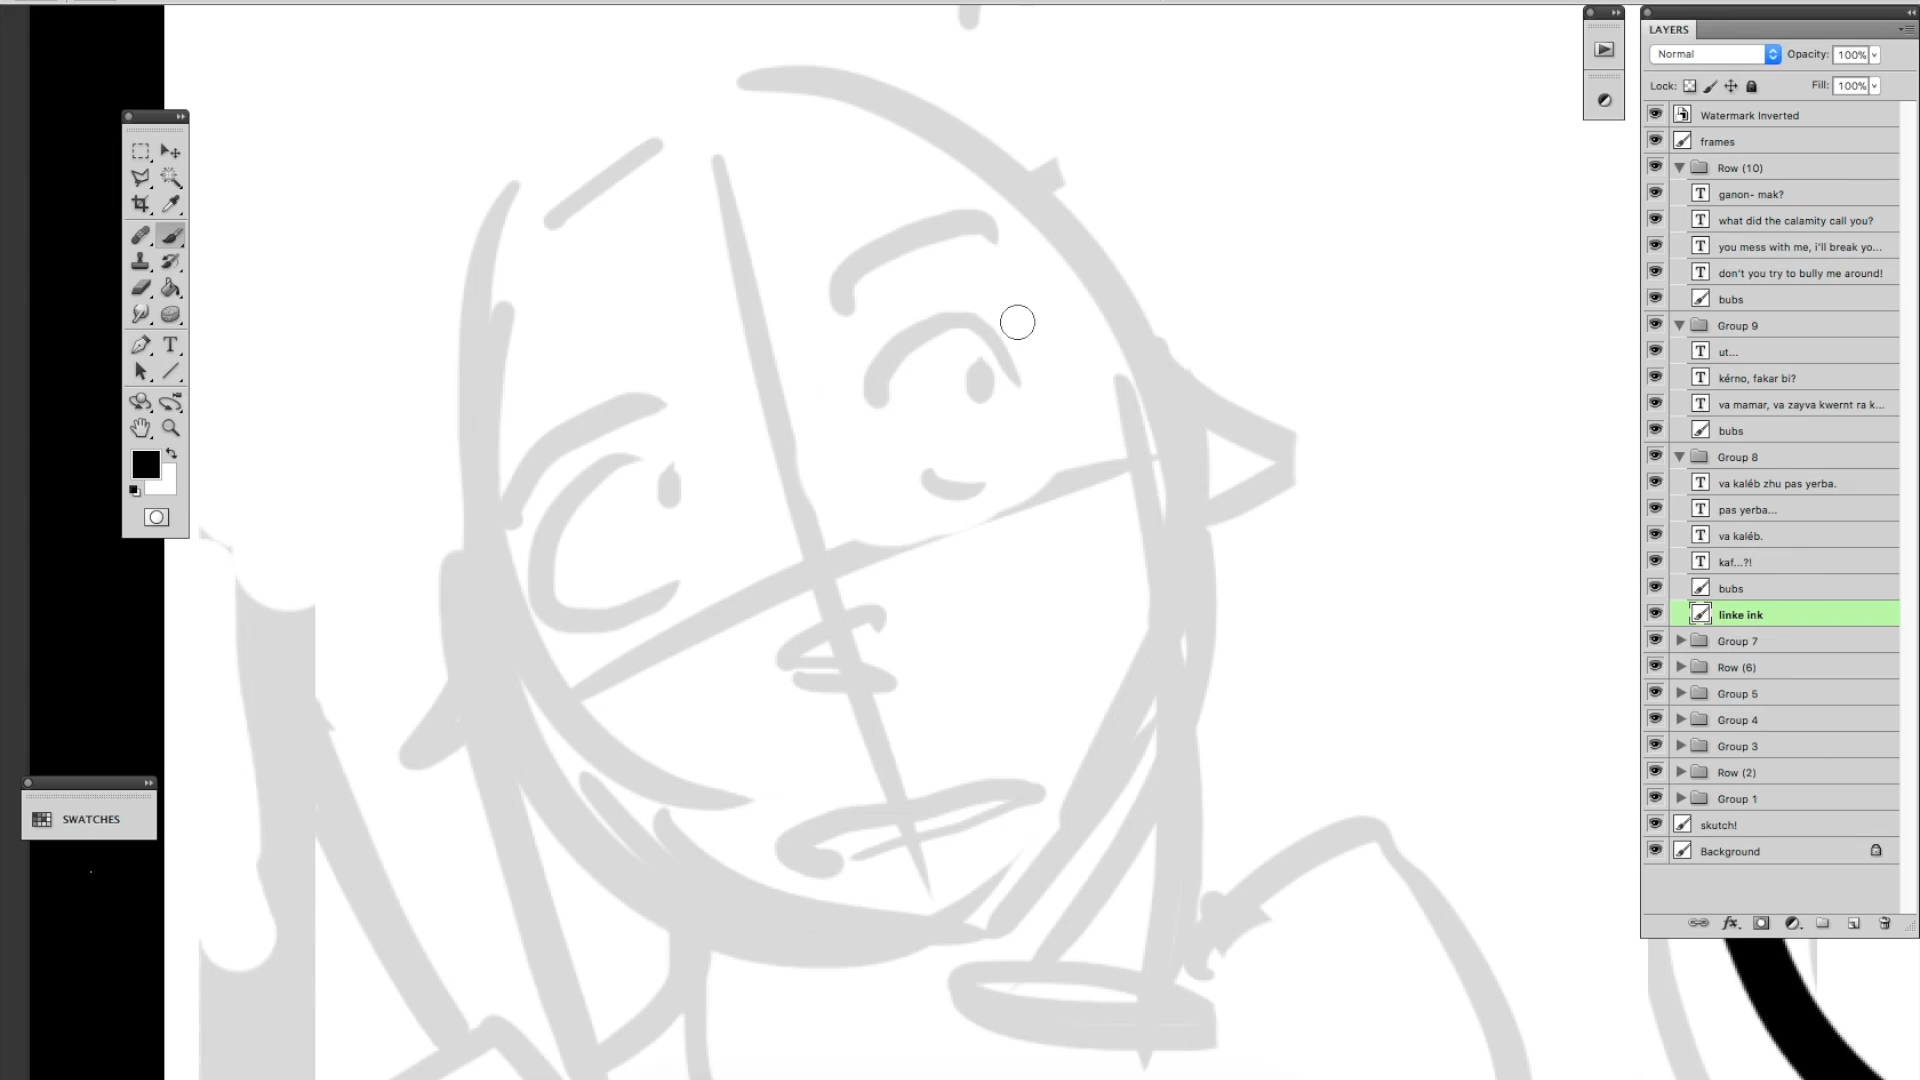 LAYERS
Normal
Opacity: 100%
Lock:
Fill: 100%
Watermark Inverted
frames
Row (10)
ganon- mak?
what did the calamity call you?
you mess with me, i'll break yo...
don't you try to bully me around!
bubs
Group 9
ut...
kérno, fakar bi?
va mamar, va zayva kwernt ra k...
bubs
Group 8
va kaléb zhu pas yerba.
pas yerba...
va kaléb.
kaf...?!
bubs
linke ink
Group 7
Row (6)
Group 5
Group 4
Group 3
Row (2)
Group 1
skutch!
Background
fx
SWATCHES